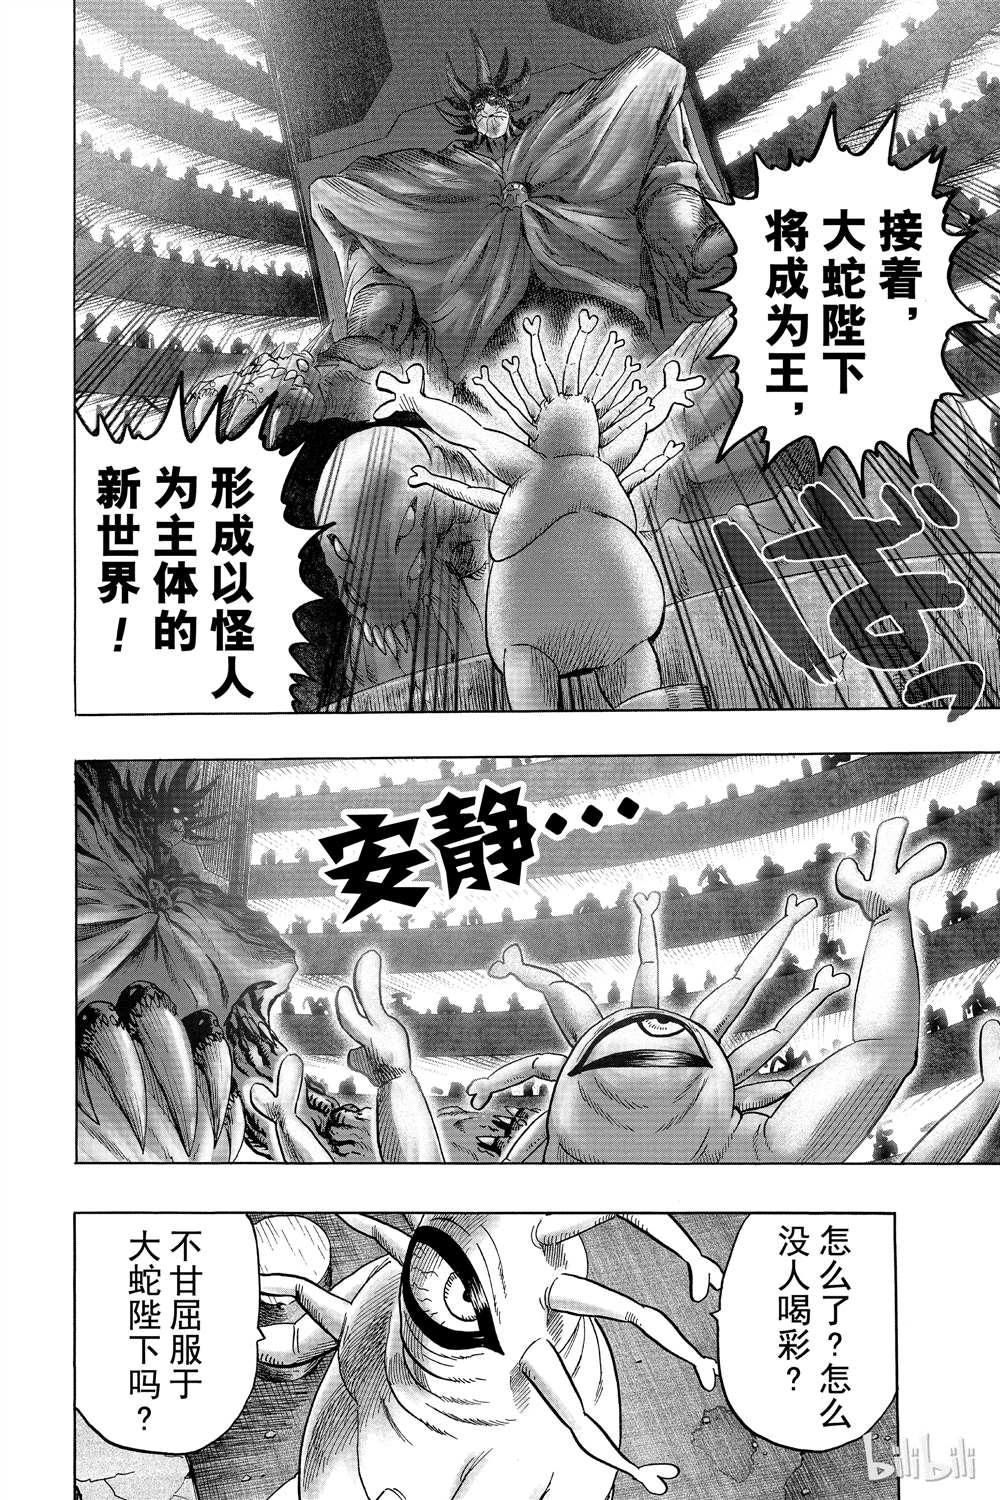 接着，
大蛇陛下
将成为王，
形成以怪人
为主体的
新世界！
ばっ
安静…
怎么了？怎么
没人喝彩？
不甘屈服于
大蛇陛下吗？
bilibili